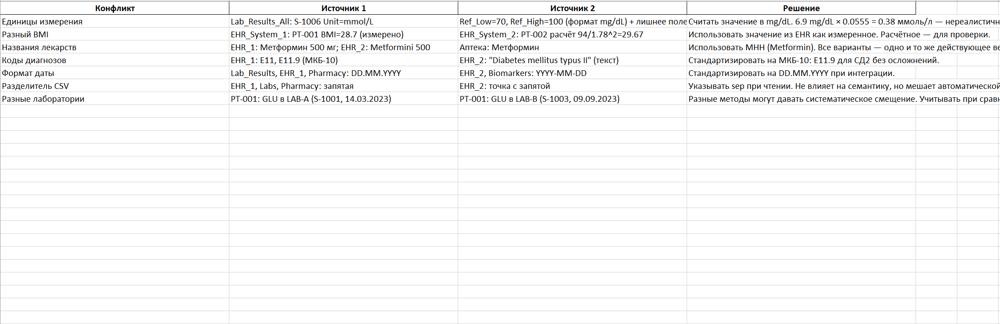 Конфликт Источник 1 Источник 2 Решение
Единицы измерения Lab_Results_All: S-1006 Unit=mmol/L Ref_Low=70, Ref_High=100 (формат mg/dL) + лишнее поле Считать значение в mg/dL. 6.9 mg/dL × 0.0555 = 0.38 ммоль/л — нереалистичн
Разный BMI EHR_System_1: PT-001 BMI=28.7 (измерено) EHR_System_2: PT-002 расчёт 94/1.78^2=29.67 Использовать значение из EHR как измеренное. Расчётное — для проверки.
Названия лекарств EHR_1: Метформин 500 мг; EHR_2: Metformini 500 Аптека: Метформин Использовать МНН (Metformin). Все варианты — одно и то же действующее ве
Коды диагнозов EHR_1: E11, E11.9 (МКБ-10) EHR_2: "Diabetes mellitus typus II" (текст) Стандартизировать на МКБ-10: E11.9 для СД2 без осложнений.
Формат даты Lab_Results, EHR_1, Pharmacy: DD.MM.YYYY EHR_2, Biomarkers: YYYY-MM-DD Стандартизировать на DD.MM.YYYY при интеграции.
Разделитель CSV EHR_1, Labs, Pharmacy: запятая EHR_2: точка с запятой Указывать sep при чтении. Не влияет на семантику, но мешает автоматической
Разные лаборатории PT-001: GLU в LAB-A (S-1001, 14.03.2023) PT-001: GLU в LAB-B (S-1003, 09.09.2023) Разные методы могут давать систематическое смещение. Учитывать при срав